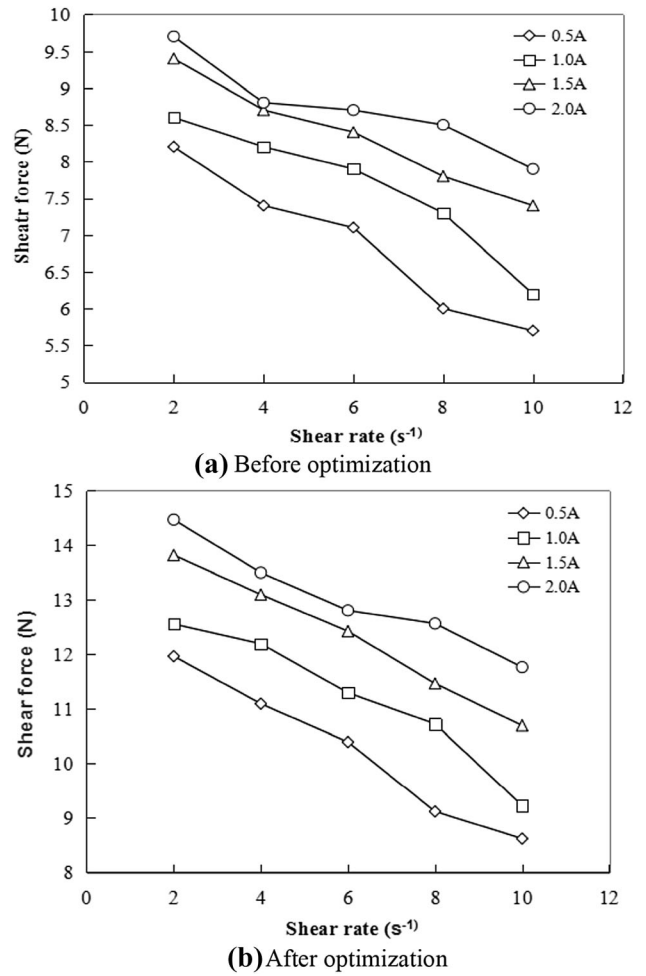 10
9.5
9
8.5
8
7.5
7
6.5
6
5.5
5
Sheatr force (N)
0.5A
1.0A
1.5A
2.0A
0 2 4 6 8 10 12
Shear rate (s⁻¹)
(a) Before optimization
15
14
13
12
11
10
9
8
Shear force (N)
0.5A
1.0A
1.5A
2.0A
0 2 4 6 8 10 12
Shear rate (s⁻¹)
(b) After optimization